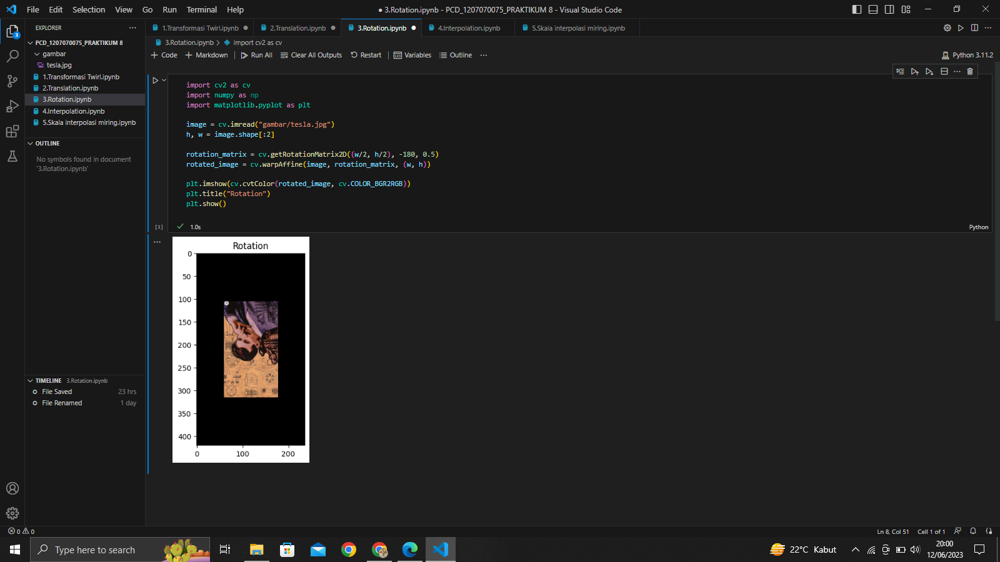 File Edit Selection View Go Run Terminal Help
● 3.Rotation.ipynb - PCD_1207070075_PRAKTIKUM 8 - Visual Studio Code
3
EXPLORER
PCD_1207070075_PRAKTIKUM 8
gambar
tesla.jpg
1.Transformasi Twirl.ipynb
2.Translation.ipynb
3.Rotation.ipynb
4.Interpolation.ipynb
5.Skala interpolasi miring.ipynb
OUTLINE
No symbols found in document
'3.Rotation.ipynb'
TIMELINE 3.Rotation.ipynb
File Saved 23 hrs
File Renamed 1 day
1.Transformasi Twirl.ipynb 2.Translation.ipynb 3.Rotation.ipynb 4.Interpolation.ipynb 5.Skala interpolasi miring.ipynb
3.Rotation.ipynb > import cv2 as cv
+ Code + Markdown | Run All Clear All Outputs Restart | Variables Outline ...
Python 3.11.2
import cv2 as cv
import numpy as np
import matplotlib.pyplot as plt
image = cv.imread("gambar/tesla.jpg")
h, w = image.shape[:2]
rotation_matrix = cv.getRotationMatrix2D((w/2, h/2), -180, 0.5)
rotated_image = cv.warpAffine(image, rotation_matrix, (w, h))
plt.imshow(cv.cvtColor(rotated_image, cv.COLOR_BGR2RGB))
plt.title("Rotation")
plt.show()
[1] 1.0s
Python
Rotation
0
50
100
150
200
250
300
350
400
0 100 200
0 0
Ln 8, Col 51 Cell 1 of 1
Type here to search
22°C Kabut
20:00
12/06/2023